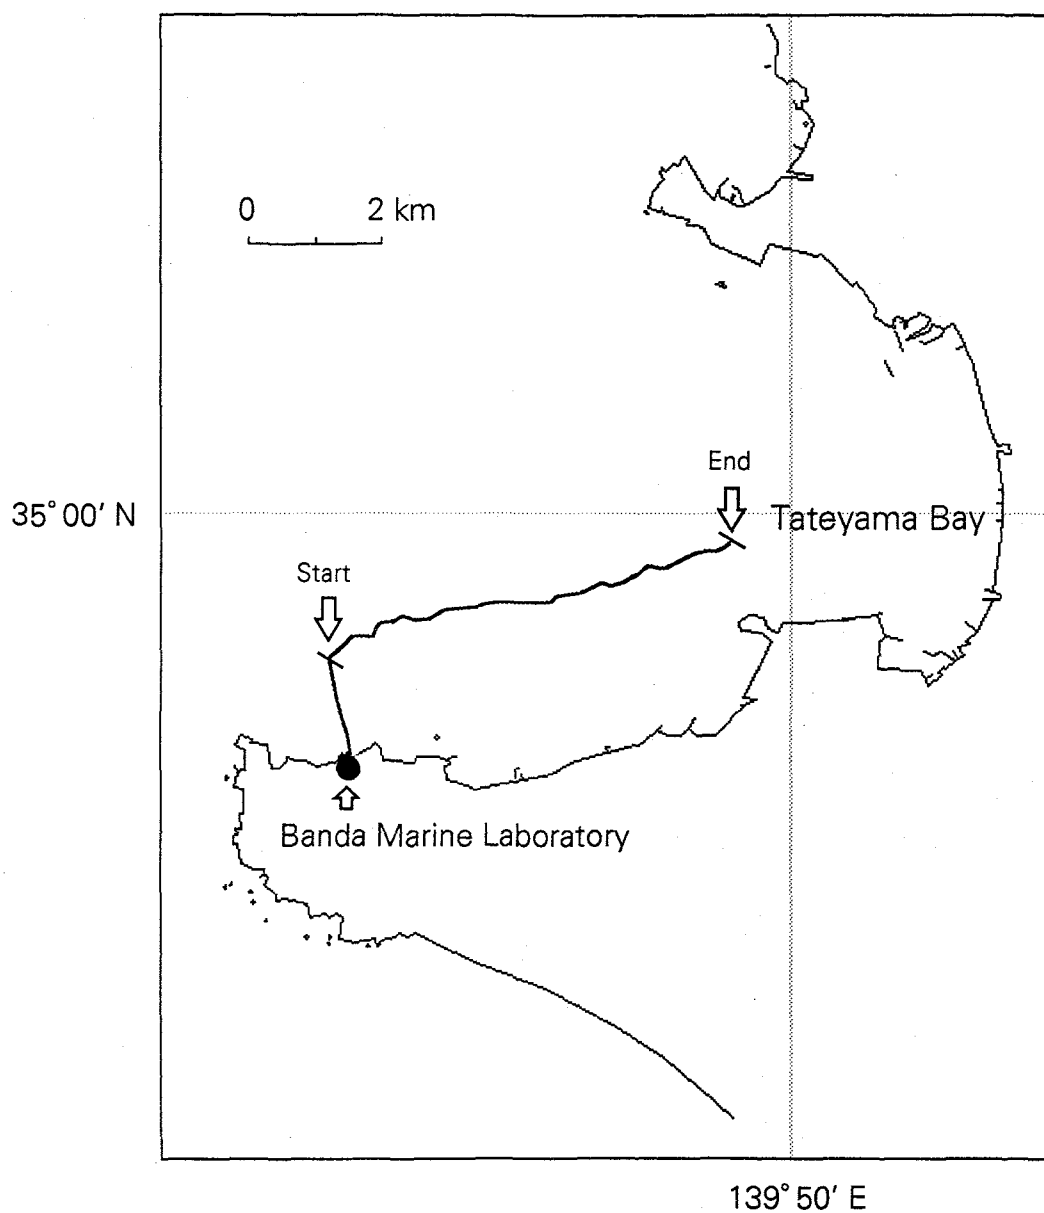 0 2 km
End
35° 00′ N
Tateyama Bay
Start
Banda Marine Laboratory
139° 50′ E